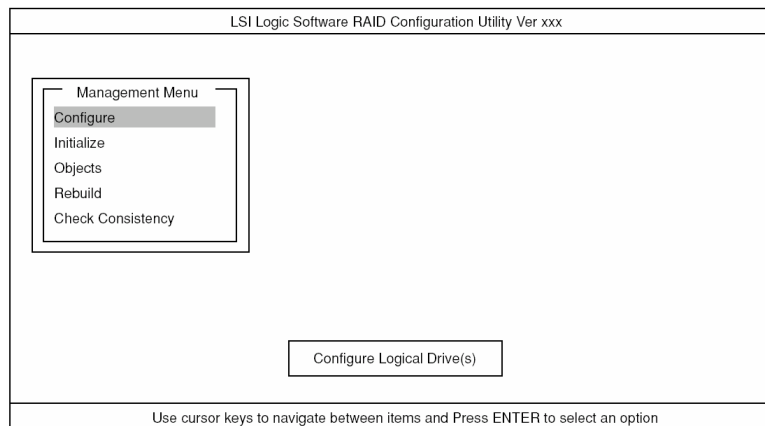 LSI Logic Software RAID Configuration Utility Ver xxx
Management Menu
Configure
Initialize
Objects
Rebuild
Check Consistency
Configure Logical Drive(s)
Use cursor keys to navigate between items and Press ENTER to select an option